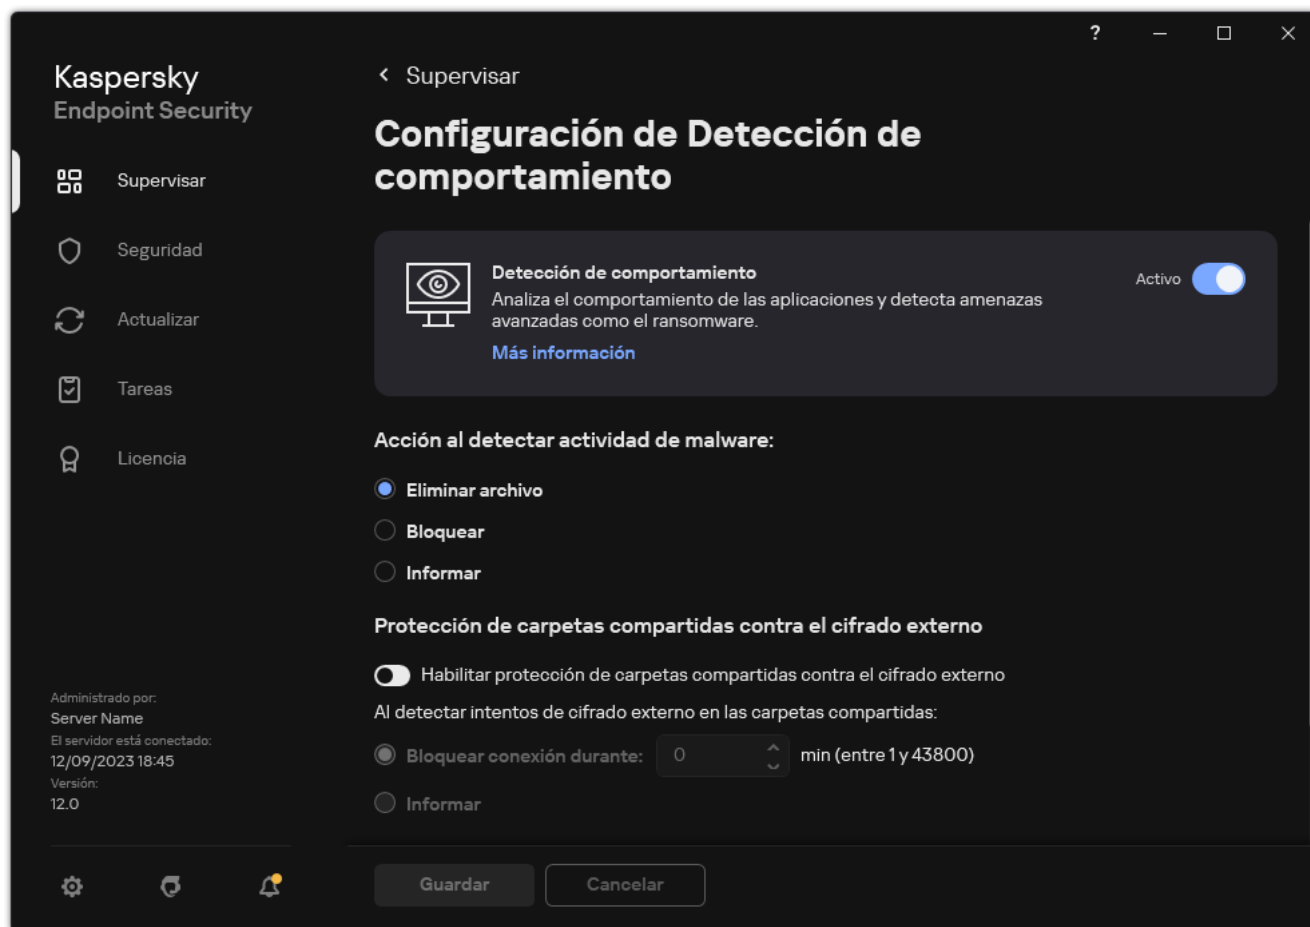 ?
Kaspersky
Endpoint Security
Supervisar
Seguridad
Actualizar
Tareas
Licencia
Administrado por:
Server Name
El servidor está conectado:
12/09/2023 18:45
Versión:
12.0
Supervisar
Configuración de Detección de
comportamiento
Detección de comportamiento
Analiza el comportamiento de las aplicaciones y detecta amenazas
avanzadas como el ransomware.
Más información
Activo
Acción al detectar actividad de malware:
Eliminar archivo
Bloquear
Informar
Protección de carpetas compartidas contra el cifrado externo
Habilitar protección de carpetas compartidas contra el cifrado externo
Al detectar intentos de cifrado externo en las carpetas compartidas:
Bloquear conexión durante: 0 min (entre 1 y 43800)
Informar
Guardar
Cancelar